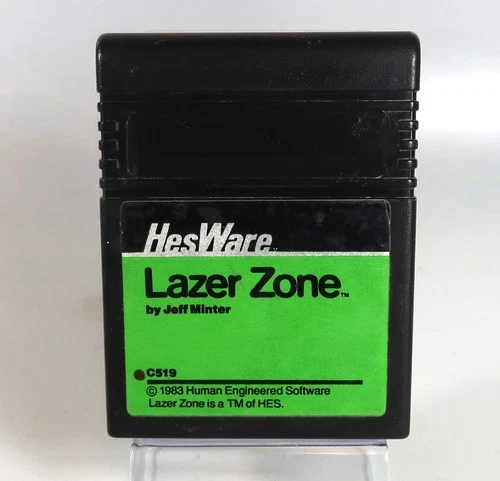 HesWare
Lazer Zone™
by Jeff Minter
C519
© 1983 Human Engineered Software
Lazer Zone is a TM of HES.